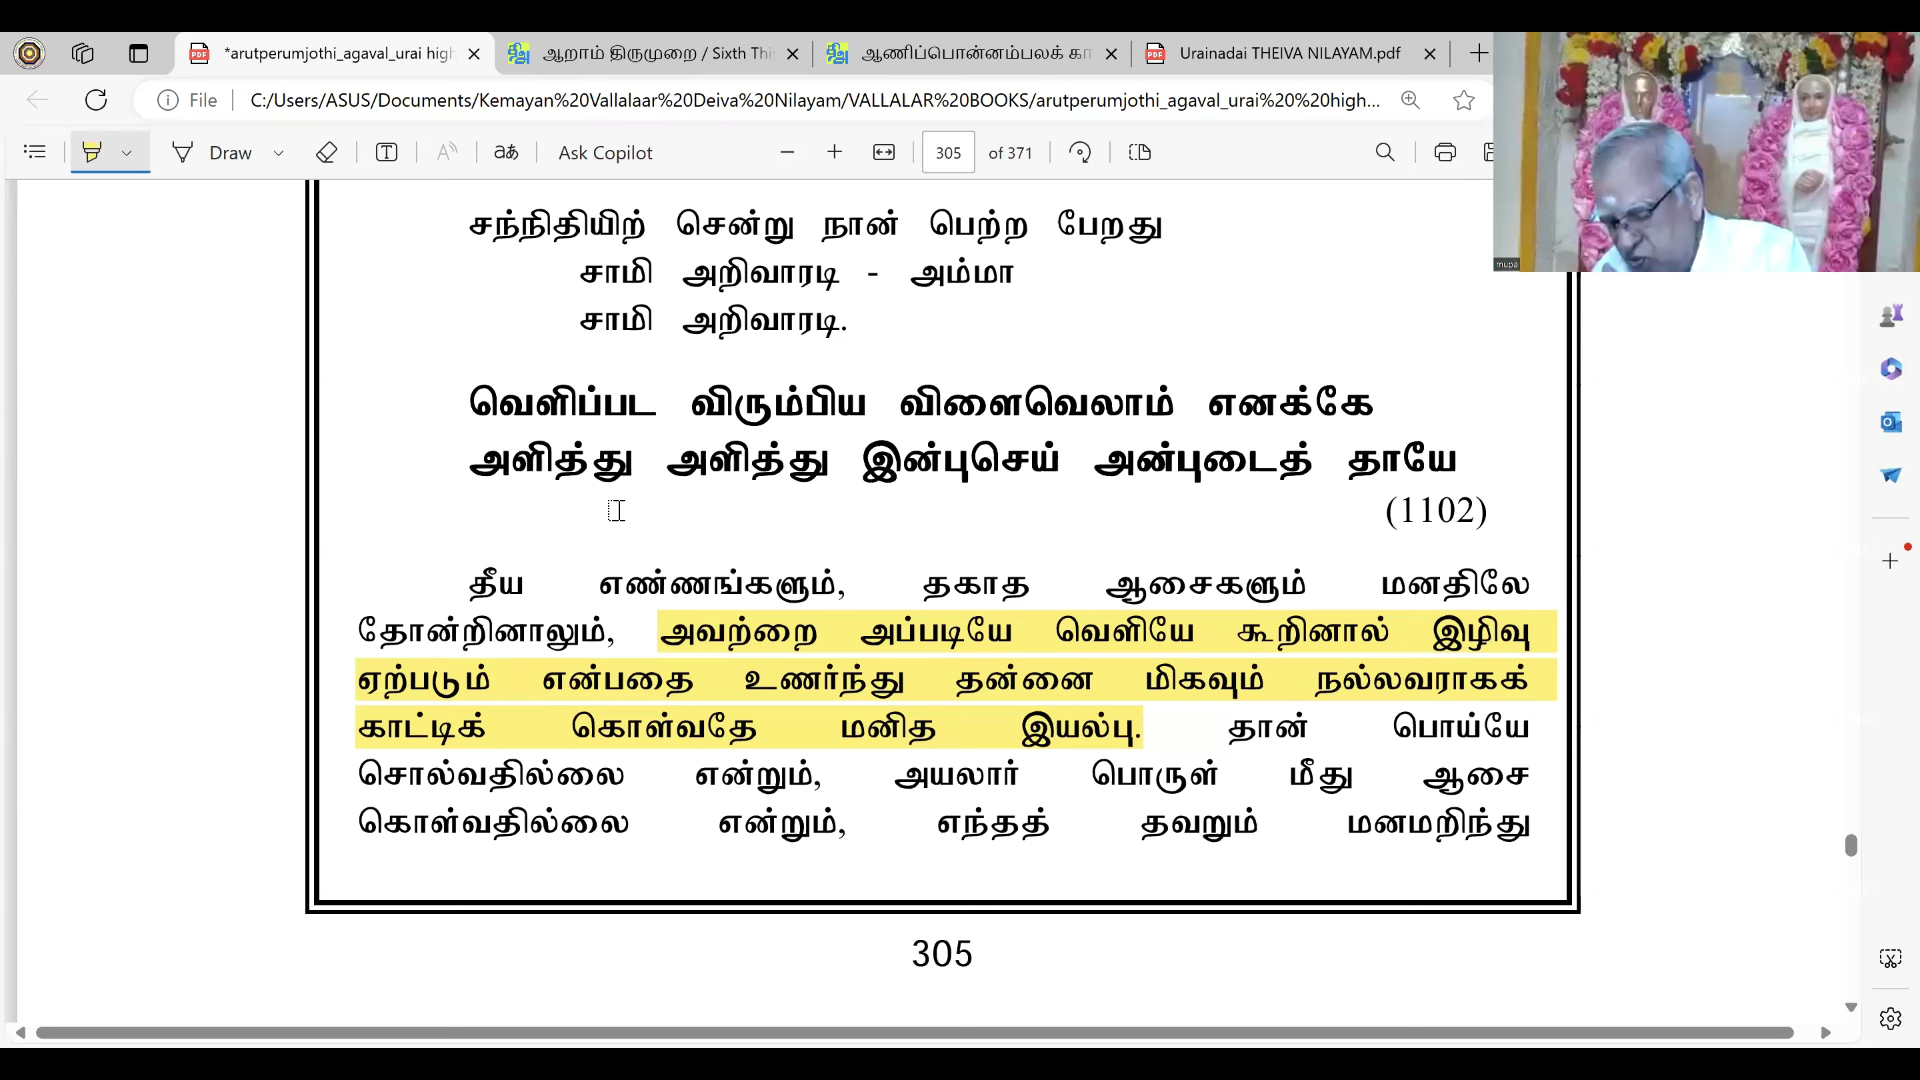 *arutperumjothi_agaval_urai high
ஆறாம் திருமுறை / Sixth Thi
ஆணிப்பொன்னம்பலக் கா
Urainadai THEIVA NILAYAM.pdf
File
C:/Users/ASUS/Documents/Kemayan%20Vallalaar%20Deiva%20Nilayam/VALLALAR%20BOOKS/arutperumjothi_agaval_urai%20%20high...
Draw
Ask Copilot
305 of 371
சந்நிதியிற் சென்று நான் பெற்ற பேறது
சாமி அறிவாரடி - அம்மா
சாமி அறிவாரடி.
வெளிப்பட விரும்பிய விளைவெலாம் எனக்கே
அளித்து அளித்து இன்புசெய் அன்புடைத் தாயே
(1102)
தீய எண்ணங்களும், தகாத ஆசைகளும் மனதிலே
தோன்றினாலும், அவற்றை அப்படியே வெளியே கூறினால் இழிவு
ஏற்படும் என்பதை உணர்ந்து தன்னை மிகவும் நல்லவராகக்
காட்டிக் கொள்வதே மனித இயல்பு. தான் பொய்யே
சொல்வதில்லை என்றும், அயலார் பொருள் மீது ஆசை
கொள்வதில்லை என்றும், எந்தத் தவறும் மனமறிந்து
305
mupa